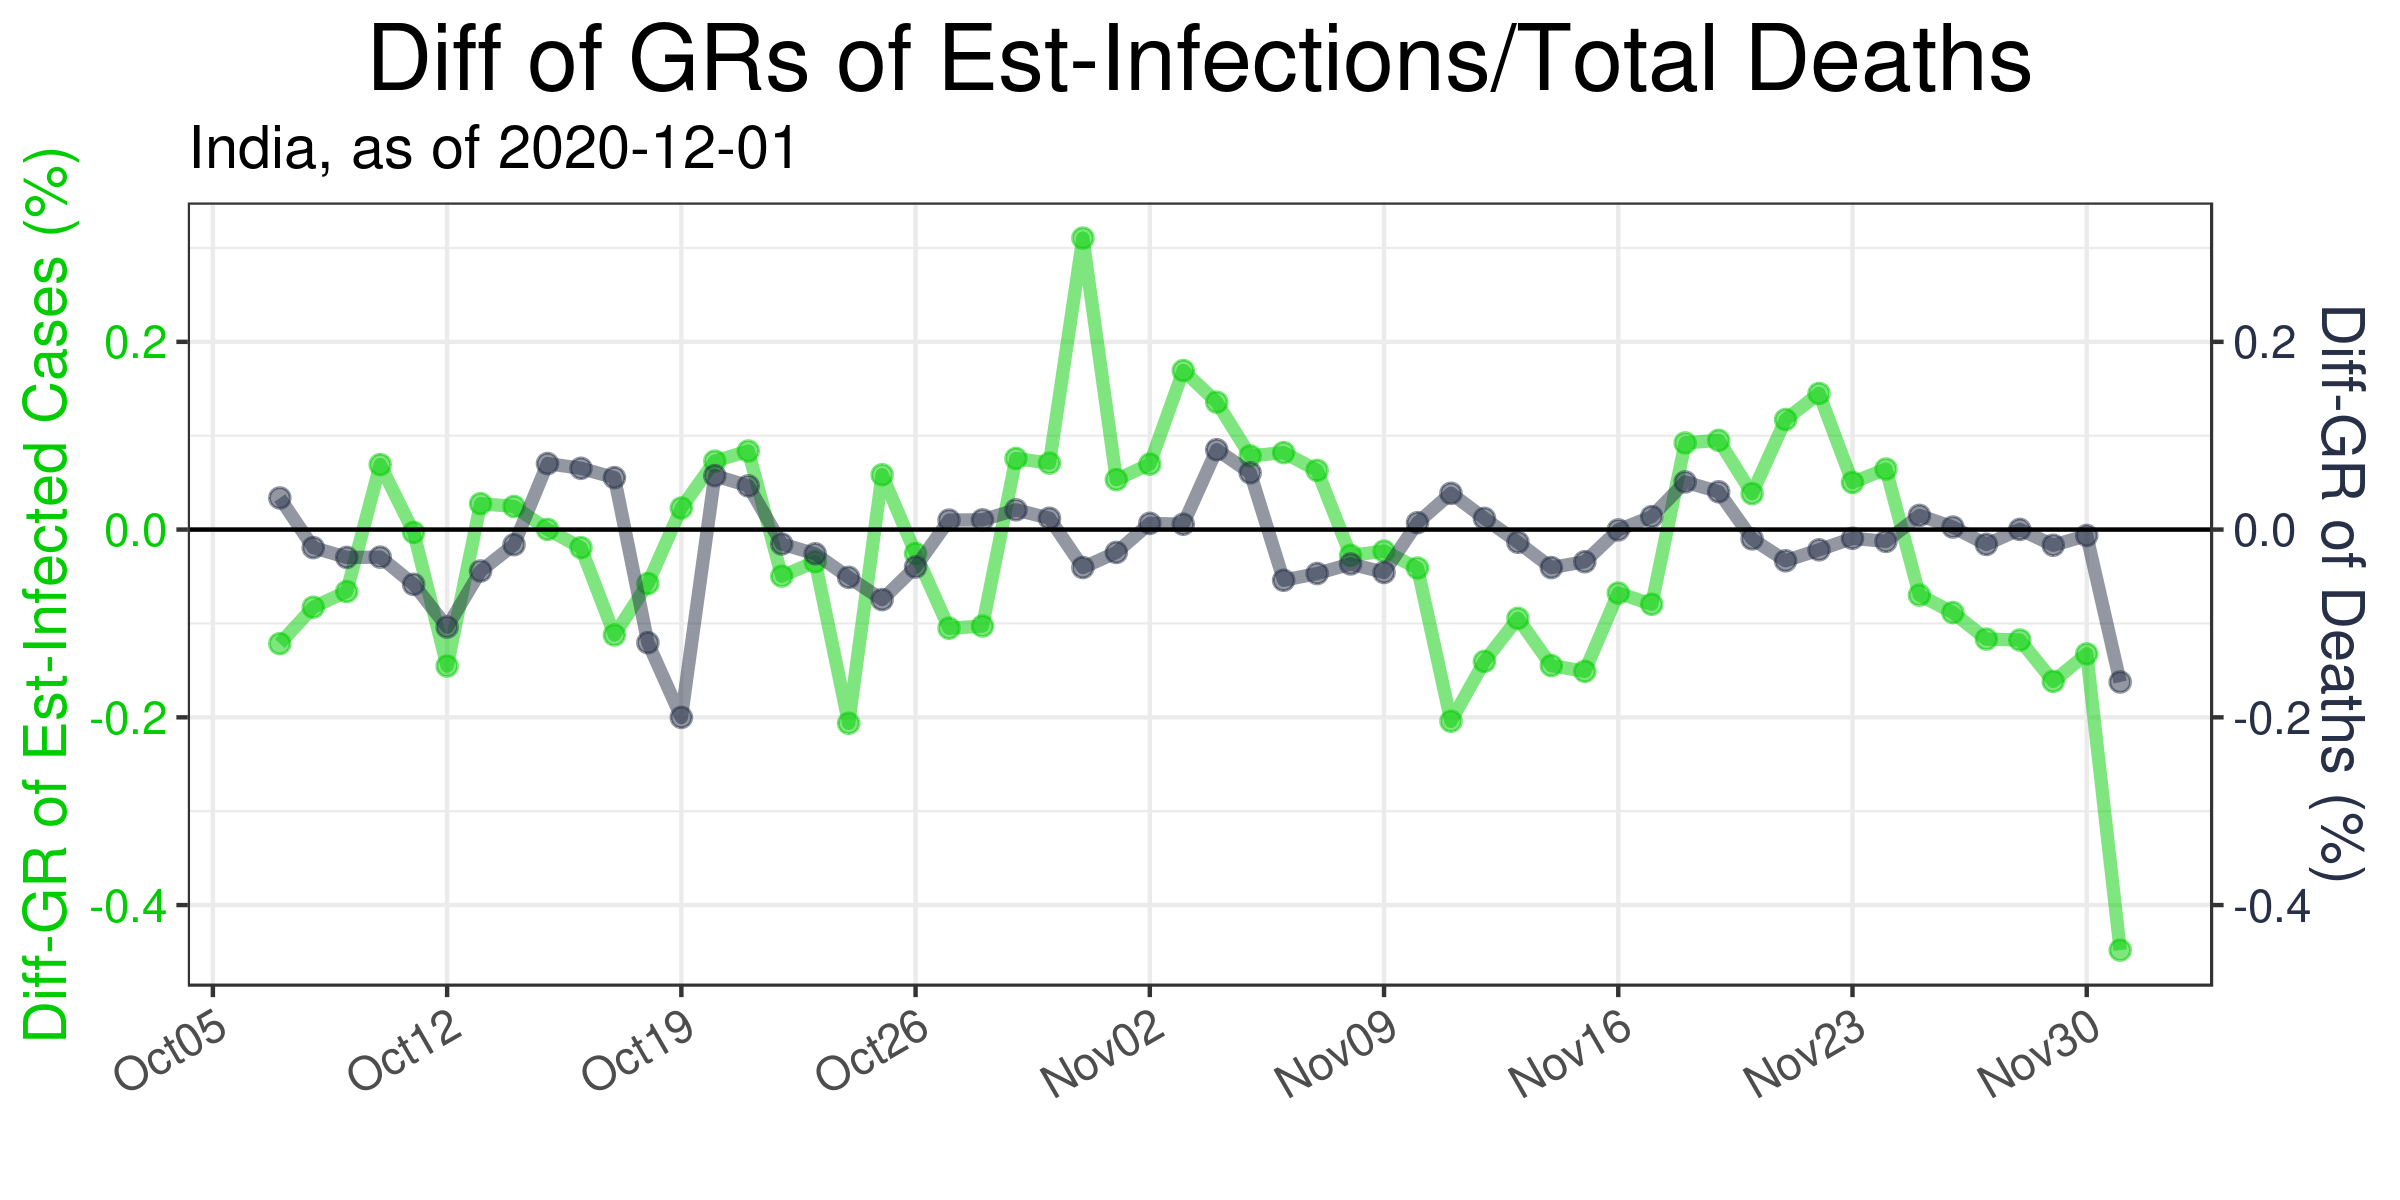 Diff of GRs of Est-Infections/Total Deaths
India, as of 2020-12-01
Diff-GR of Est-Infected Cases (%)
0.2
0.0
-0.2
-0.4
0.2
0.0
-0.2
-0.4
Diff-GR of Deaths (%)
Oct05
Oct12
Oct19
Oct26
Nov02
Nov09
Nov16
Nov23
Nov30